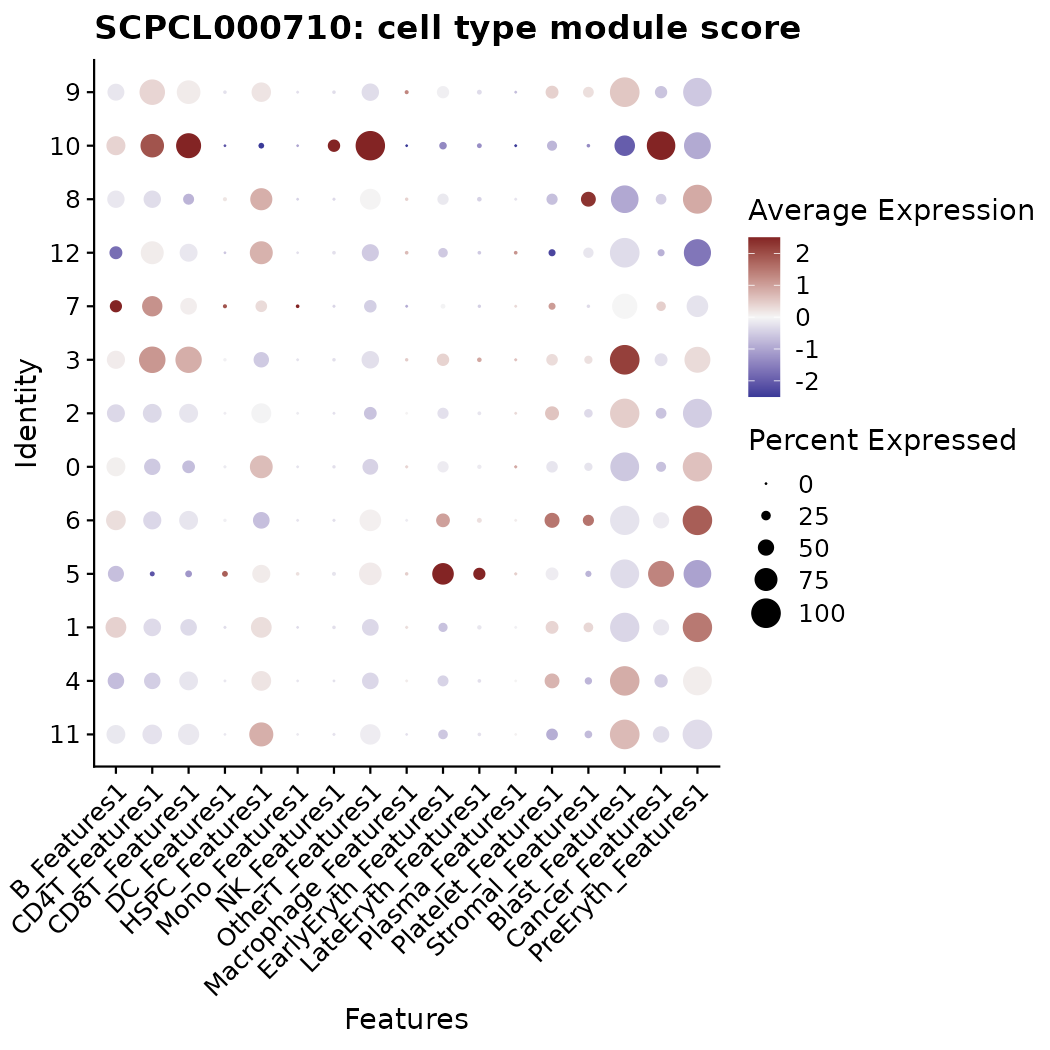 SCPCL000710: cell type module score
9
10
8
12
7
3
2
0
6
5
1
4
11
Identity
B_Features1
CD4T_Features1
CD8T_Features1
DC_Features1
HSPC_Features1
Mono_Features1
NK_Features1
OtherT_Features1
Macrophage_Features1
EarlyEryth_Features1
LateEryth_Features1
Plasma_Features1
Platelet_Features1
Stromal_Features1
Blast_Features1
Cancer_Features1
PreEryth_Features1
Features
Average Expression
2
1
0
-1
-2
Percent Expressed
0
25
50
75
100